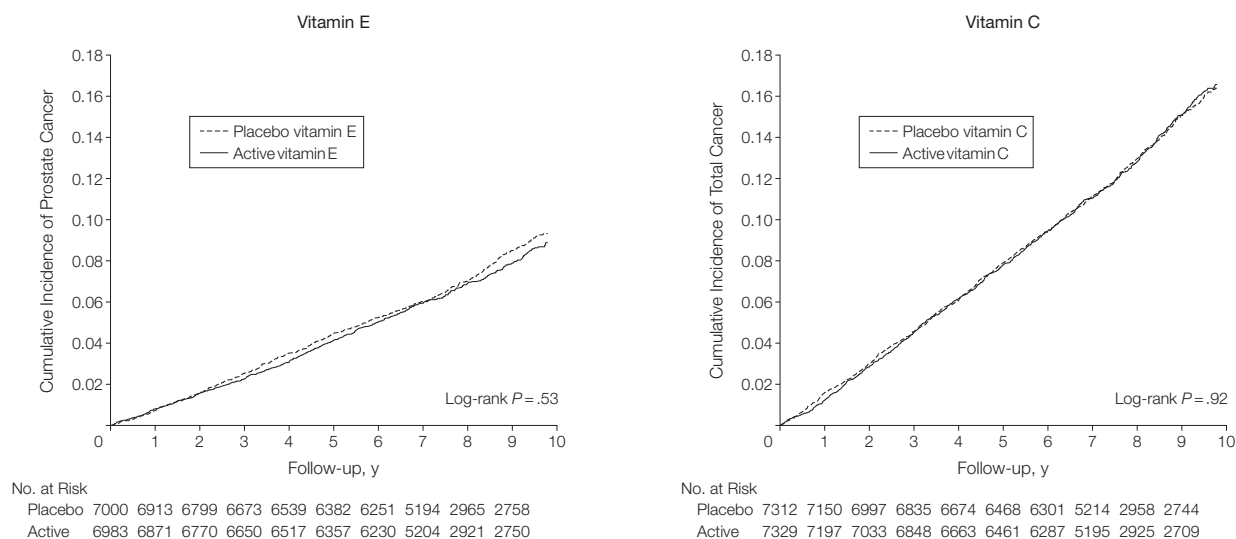 Vitamin E
Cumulative Incidence of Prostate Cancer
0.18
0.16
0.14
0.12
0.10
0.08
0.06
0.04
0.02
0
Placebo vitamin E
Active vitamin E
Log-rank P = .53
1 2 3 4 5 6 7 8 9 10
Follow-up, y
No. at Risk
Placebo 7000 6913 6799 6673 6539 6382 6251 5194 2965 2758
Active 6983 6871 6770 6650 6517 6357 6230 5204 2921 2750
Vitamin C
Cumulative Incidence of Total Cancer
0.18
0.16
0.14
0.12
0.10
0.08
0.06
0.04
0.02
0
Placebo vitamin C
Active vitamin C
Log-rank P = .92
1 2 3 4 5 6 7 8 9 10
Follow-up, y
No. at Risk
Placebo 7312 7150 6997 6835 6674 6468 6301 5214 2958 2744
Active 7329 7197 7033 6848 6663 6461 6287 5195 2925 2709